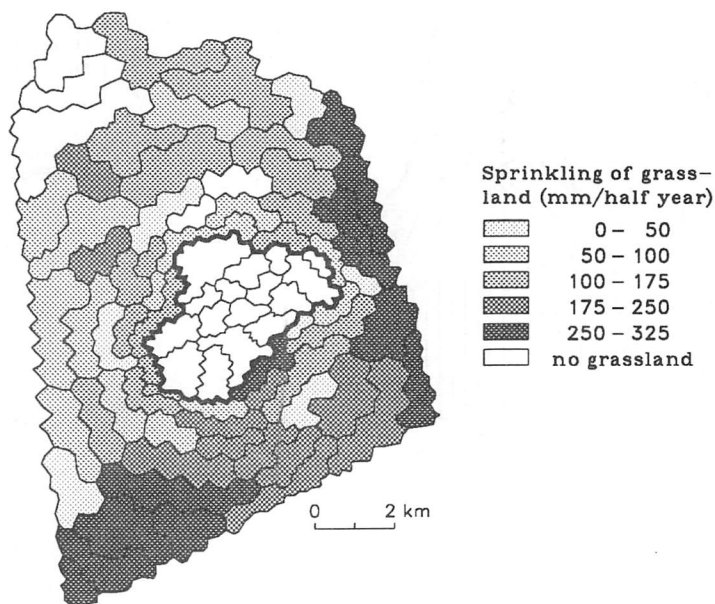 Sprinkling of grass-
land (mm/half year)
0 – 50
50 – 100
100 – 175
175 – 250
250 – 325
no grassland
0 2 km